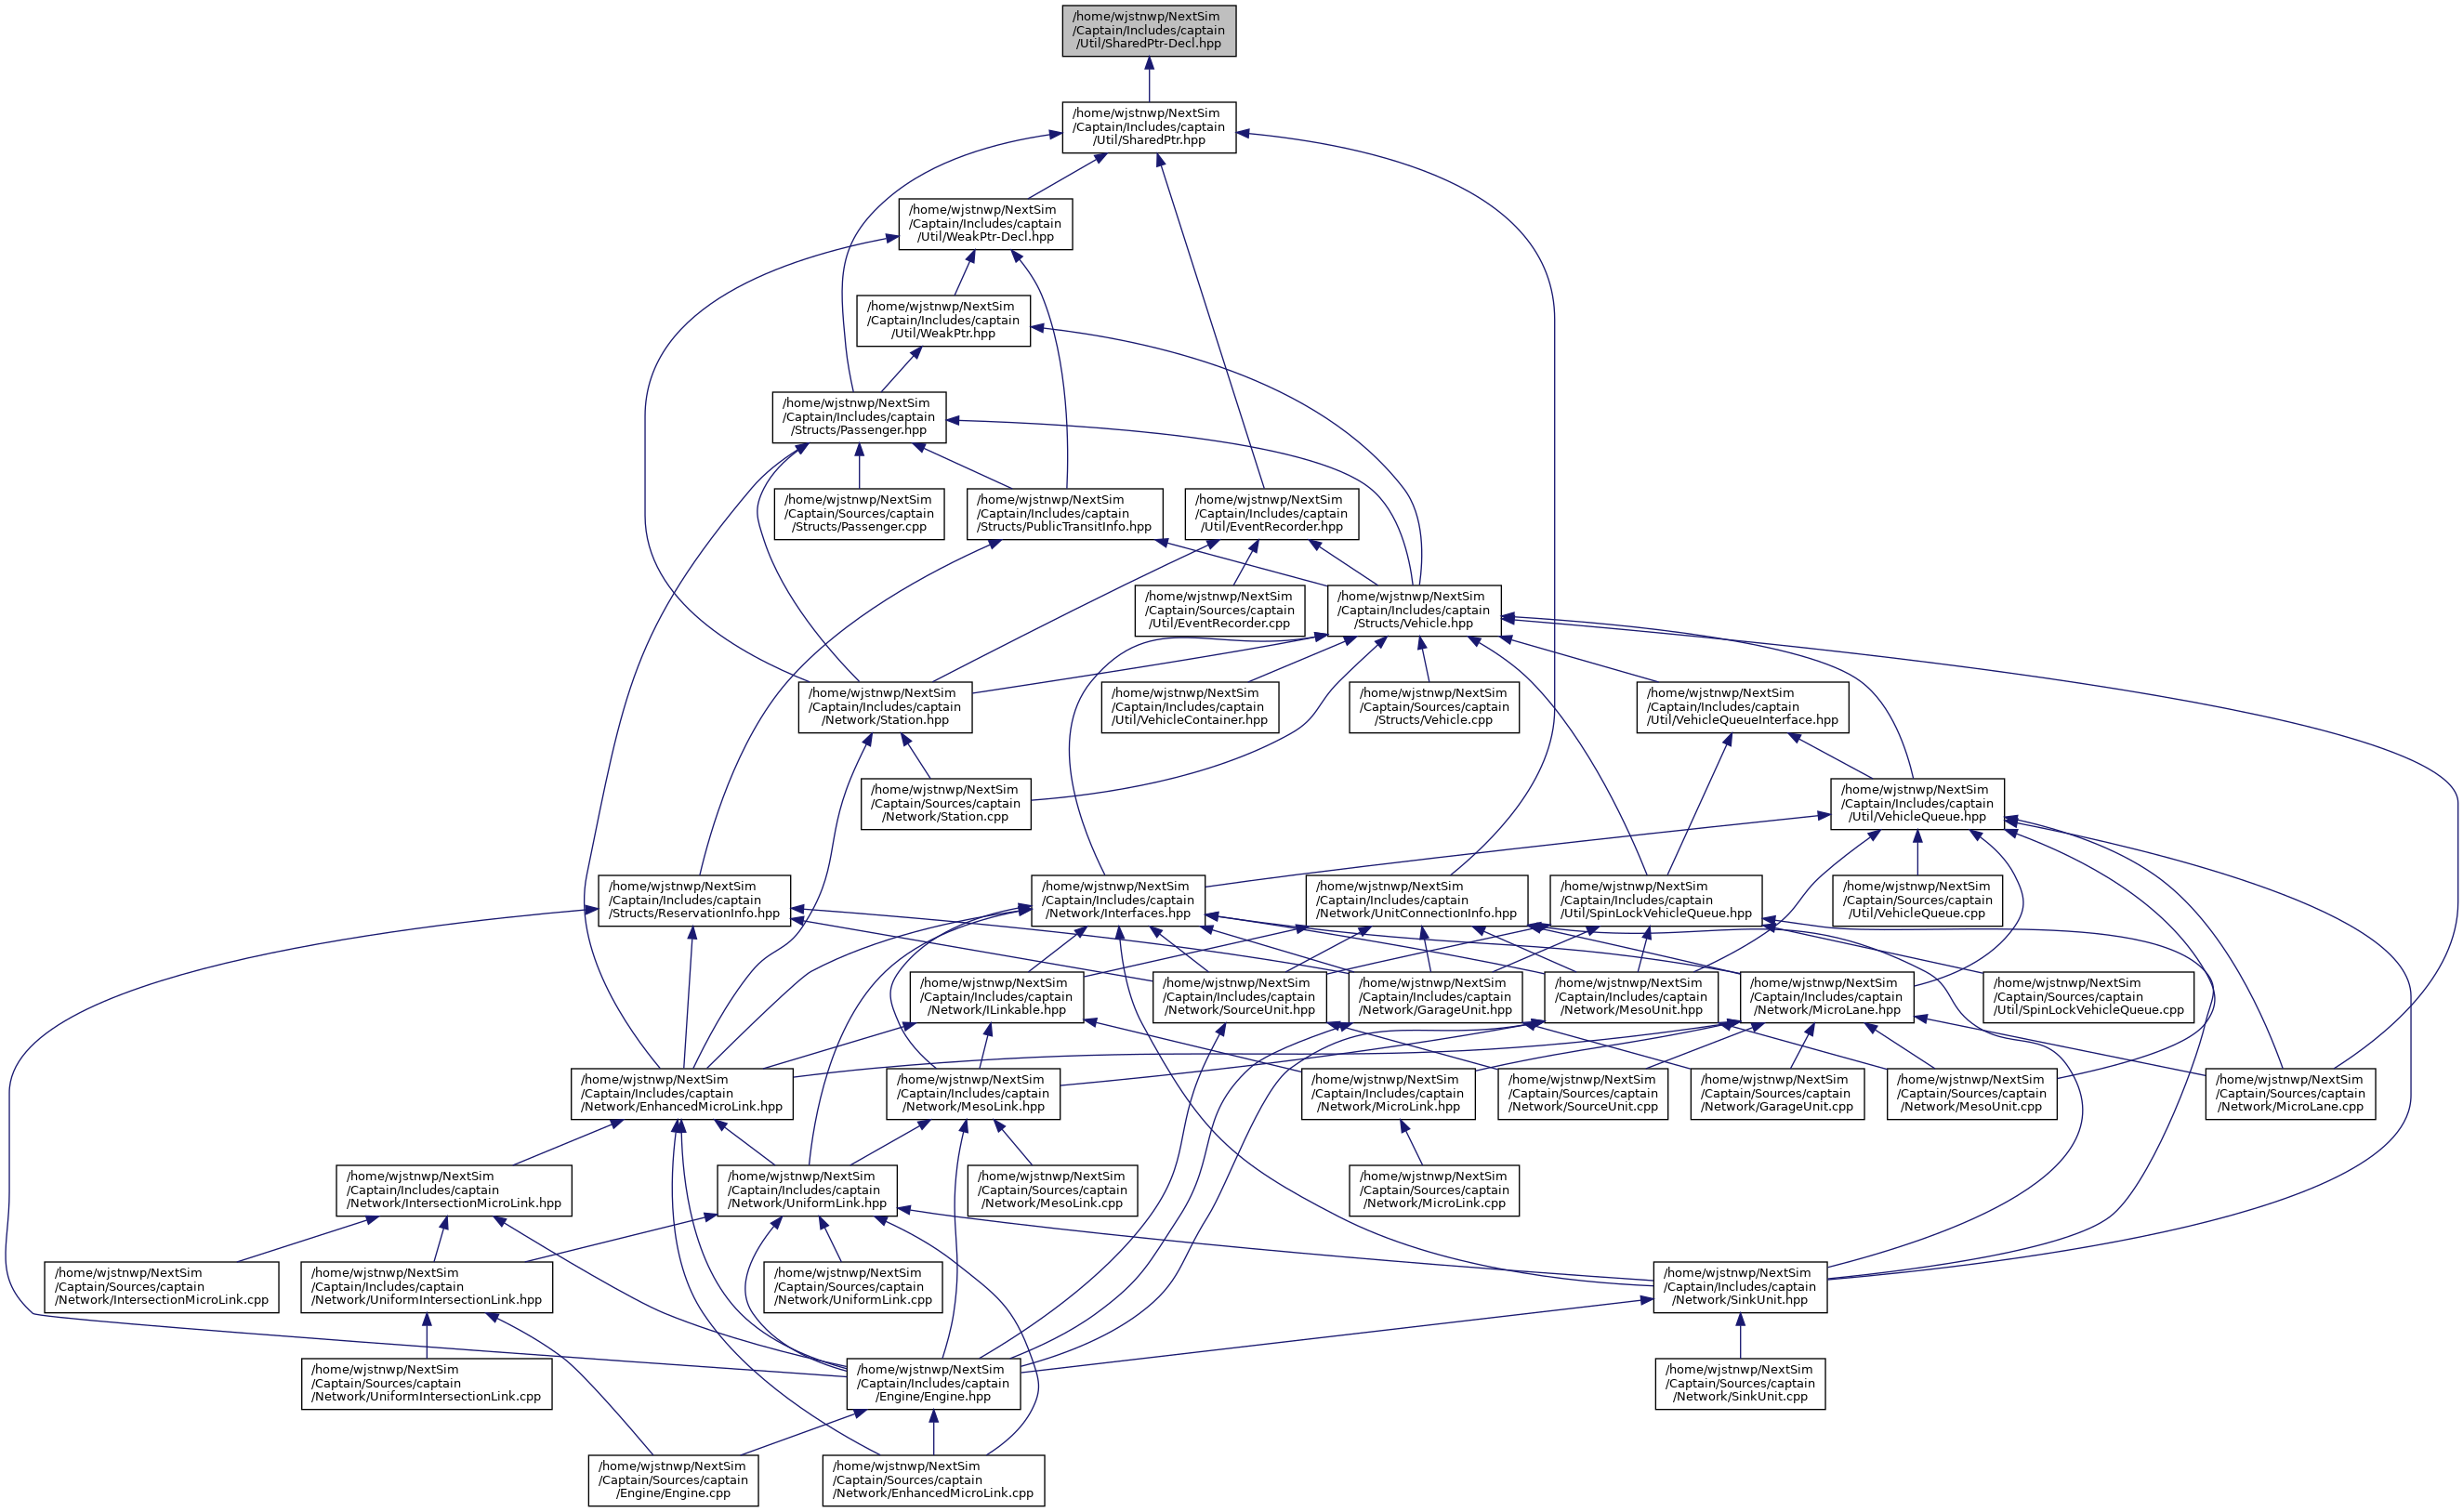 /home/wjstnwp/NextSim
/Captain/Includes/captain
/Util/SharedPtr-Decl.hpp
/home/wjstnwp/NextSim
/Captain/Includes/captain
/Util/SharedPtr.hpp
/home/wjstnwp/NextSim
/Captain/Includes/captain
/Util/WeakPtr-Decl.hpp
/home/wjstnwp/NextSim
/Captain/Includes/captain
/Util/WeakPtr.hpp
/home/wjstnwp/NextSim
/Captain/Includes/captain
/Structs/Passenger.hpp
/home/wjstnwp/NextSim
/Captain/Sources/captain
/Structs/Passenger.cpp
/home/wjstnwp/NextSim
/Captain/Includes/captain
/Structs/PublicTransitInfo.hpp
/home/wjstnwp/NextSim
/Captain/Includes/captain
/Util/EventRecorder.hpp
/home/wjstnwp/NextSim
/Captain/Sources/captain
/Util/EventRecorder.cpp
/home/wjstnwp/NextSim
/Captain/Includes/captain
/Structs/Vehicle.hpp
/home/wjstnwp/NextSim
/Captain/Includes/captain
/Network/Station.hpp
/home/wjstnwp/NextSim
/Captain/Includes/captain
/Util/VehicleContainer.hpp
/home/wjstnwp/NextSim
/Captain/Sources/captain
/Structs/Vehicle.cpp
/home/wjstnwp/NextSim
/Captain/Includes/captain
/Util/VehicleQueueInterface.hpp
/home/wjstnwp/NextSim
/Captain/Sources/captain
/Network/Station.cpp
/home/wjstnwp/NextSim
/Captain/Includes/captain
/Util/VehicleQueue.hpp
/home/wjstnwp/NextSim
/Captain/Includes/captain
/Structs/ReservationInfo.hpp
/home/wjstnwp/NextSim
/Captain/Includes/captain
/Network/Interfaces.hpp
/home/wjstnwp/NextSim
/Captain/Includes/captain
/Network/UnitConnectionInfo.hpp
/home/wjstnwp/NextSim
/Captain/Includes/captain
/Util/SpinLockVehicleQueue.hpp
/home/wjstnwp/NextSim
/Captain/Sources/captain
/Util/VehicleQueue.cpp
/home/wjstnwp/NextSim
/Captain/Includes/captain
/Network/ILinkable.hpp
/home/wjstnwp/NextSim
/Captain/Includes/captain
/Network/SourceUnit.hpp
/home/wjstnwp/NextSim
/Captain/Includes/captain
/Network/GarageUnit.hpp
/home/wjstnwp/NextSim
/Captain/Includes/captain
/Network/MesoUnit.hpp
/home/wjstnwp/NextSim
/Captain/Includes/captain
/Network/MicroLane.hpp
/home/wjstnwp/NextSim
/Captain/Sources/captain
/Util/SpinLockVehicleQueue.cpp
/home/wjstnwp/NextSim
/Captain/Includes/captain
/Network/EnhancedMicroLink.hpp
/home/wjstnwp/NextSim
/Captain/Includes/captain
/Network/MesoLink.hpp
/home/wjstnwp/NextSim
/Captain/Includes/captain
/Network/MicroLink.hpp
/home/wjstnwp/NextSim
/Captain/Sources/captain
/Network/SourceUnit.cpp
/home/wjstnwp/NextSim
/Captain/Sources/captain
/Network/GarageUnit.cpp
/home/wjstnwp/NextSim
/Captain/Sources/captain
/Network/MesoUnit.cpp
/home/wjstnwp/NextSim
/Captain/Sources/captain
/Network/MicroLane.cpp
/home/wjstnwp/NextSim
/Captain/Includes/captain
/Network/IntersectionMicroLink.hpp
/home/wjstnwp/NextSim
/Captain/Includes/captain
/Network/UniformLink.hpp
/home/wjstnwp/NextSim
/Captain/Sources/captain
/Network/MesoLink.cpp
/home/wjstnwp/NextSim
/Captain/Sources/captain
/Network/MicroLink.cpp
/home/wjstnwp/NextSim
/Captain/Sources/captain
/Network/IntersectionMicroLink.cpp
/home/wjstnwp/NextSim
/Captain/Includes/captain
/Network/UniformIntersectionLink.hpp
/home/wjstnwp/NextSim
/Captain/Sources/captain
/Network/UniformLink.cpp
/home/wjstnwp/NextSim
/Captain/Includes/captain
/Network/SinkUnit.hpp
/home/wjstnwp/NextSim
/Captain/Sources/captain
/Network/UniformIntersectionLink.cpp
/home/wjstnwp/NextSim
/Captain/Includes/captain
/Engine/Engine.hpp
/home/wjstnwp/NextSim
/Captain/Sources/captain
/Network/SinkUnit.cpp
/home/wjstnwp/NextSim
/Captain/Sources/captain
/Engine/Engine.cpp
/home/wjstnwp/NextSim
/Captain/Sources/captain
/Network/EnhancedMicroLink.cpp